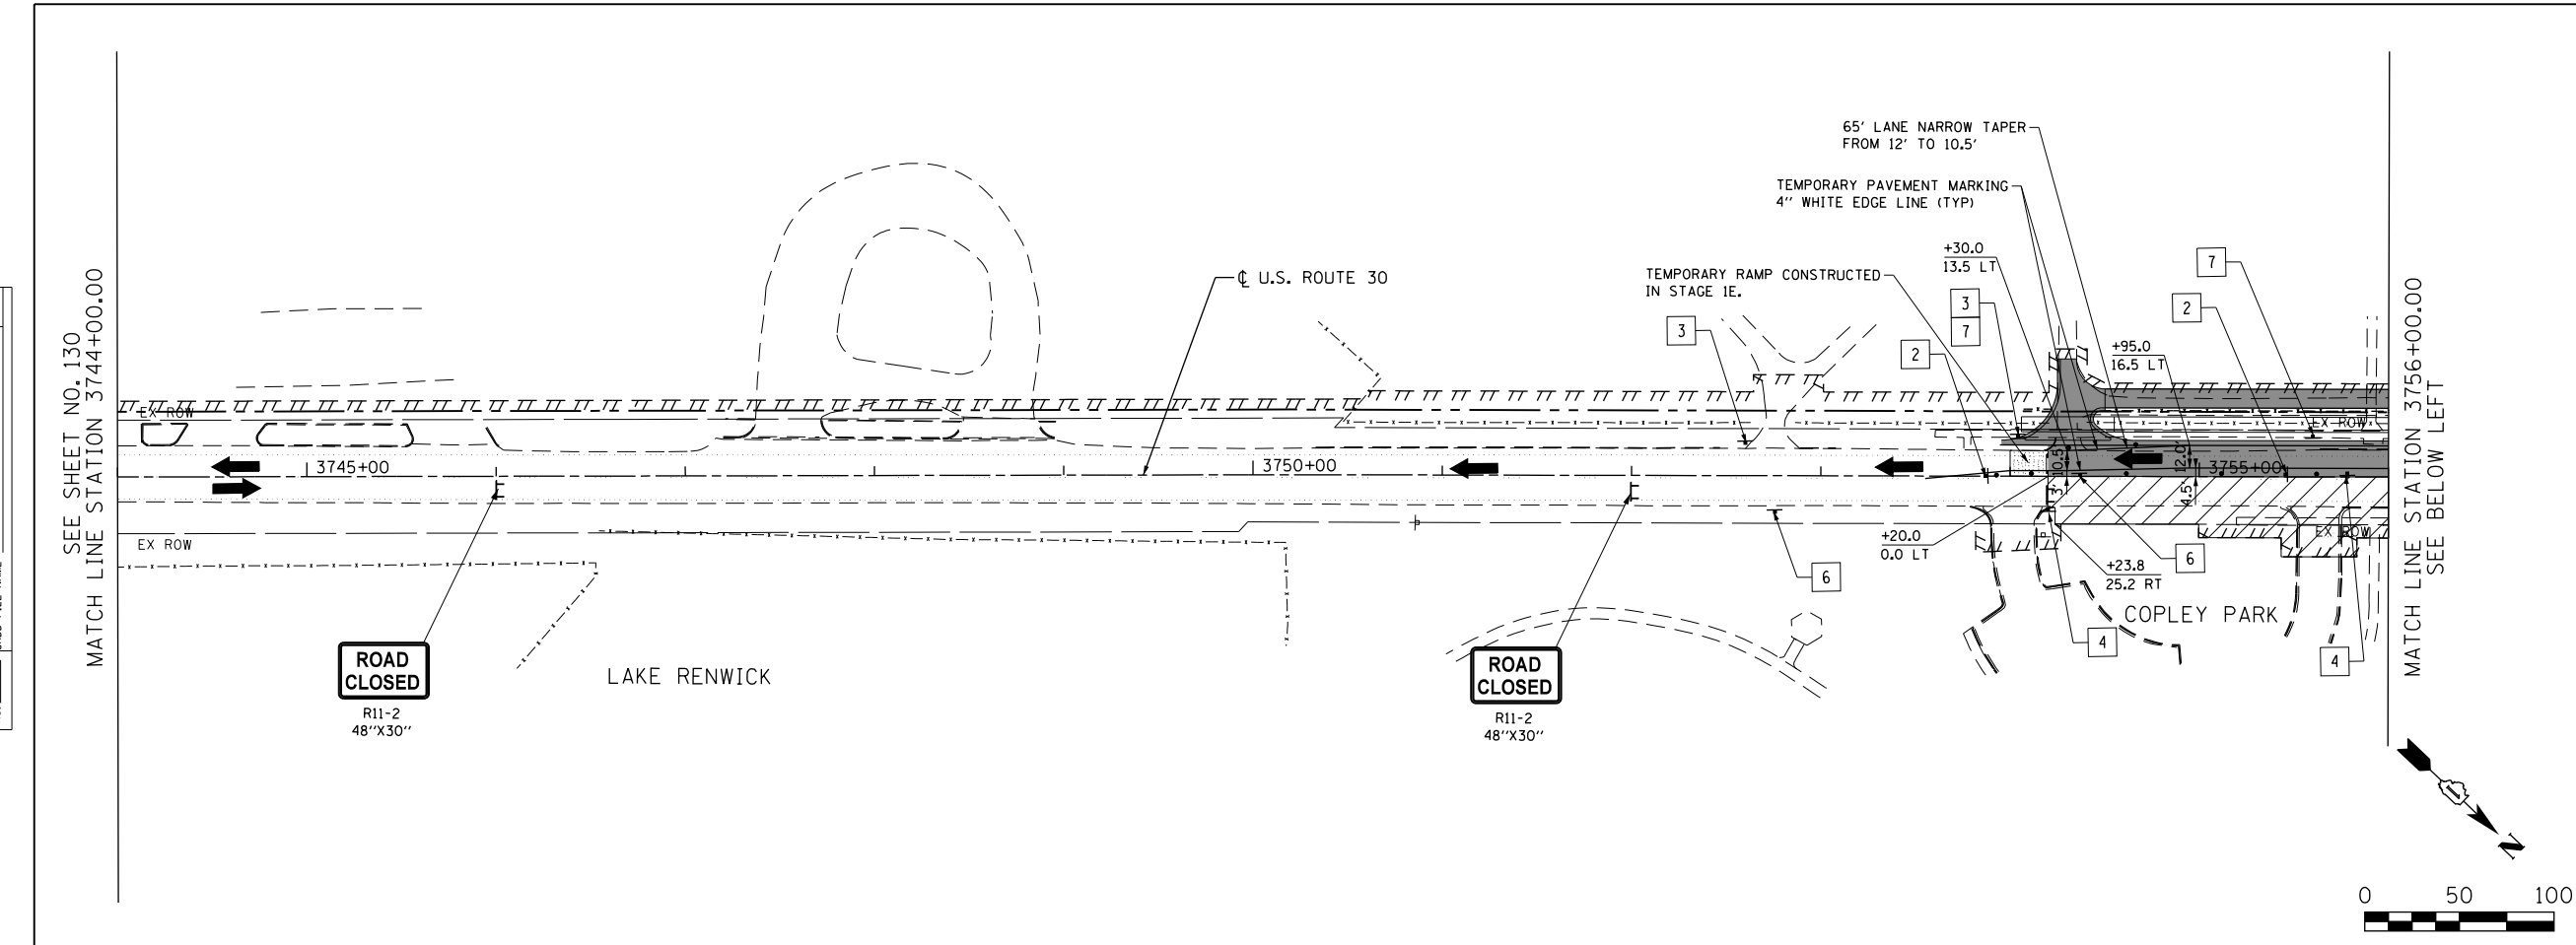 SEE SHEET NO. 130
MATCH LINE STATION 3744+00.00
65' LANE NARROW TAPER
FROM 12' TO 10.5'
TEMPORARY PAVEMENT MARKING
4" WHITE EDGE LINE (TYP)
+30.0
13.5 LT
TEMPORARY RAMP CONSTRUCTED
IN STAGE 1E.
℄ U.S. ROUTE 30
3
7
3
2
+95.0
16.5 LT
7
2
EX ROW
EX ROW
3745+00
3750+00
3755+00
10.5'
12.0'
3'
4.5'
EX ROW
EX ROW
+20.0
0.0 LT
6
+23.8
25.2 RT
6
4
4
COPLEY PARK
LAKE RENWICK
ROAD
CLOSED
R11-2
48"X30"
ROAD
CLOSED
R11-2
48"X30"
MATCH LINE STATION 3756+00.00
SEE BELOW LEFT
N
0 50 100